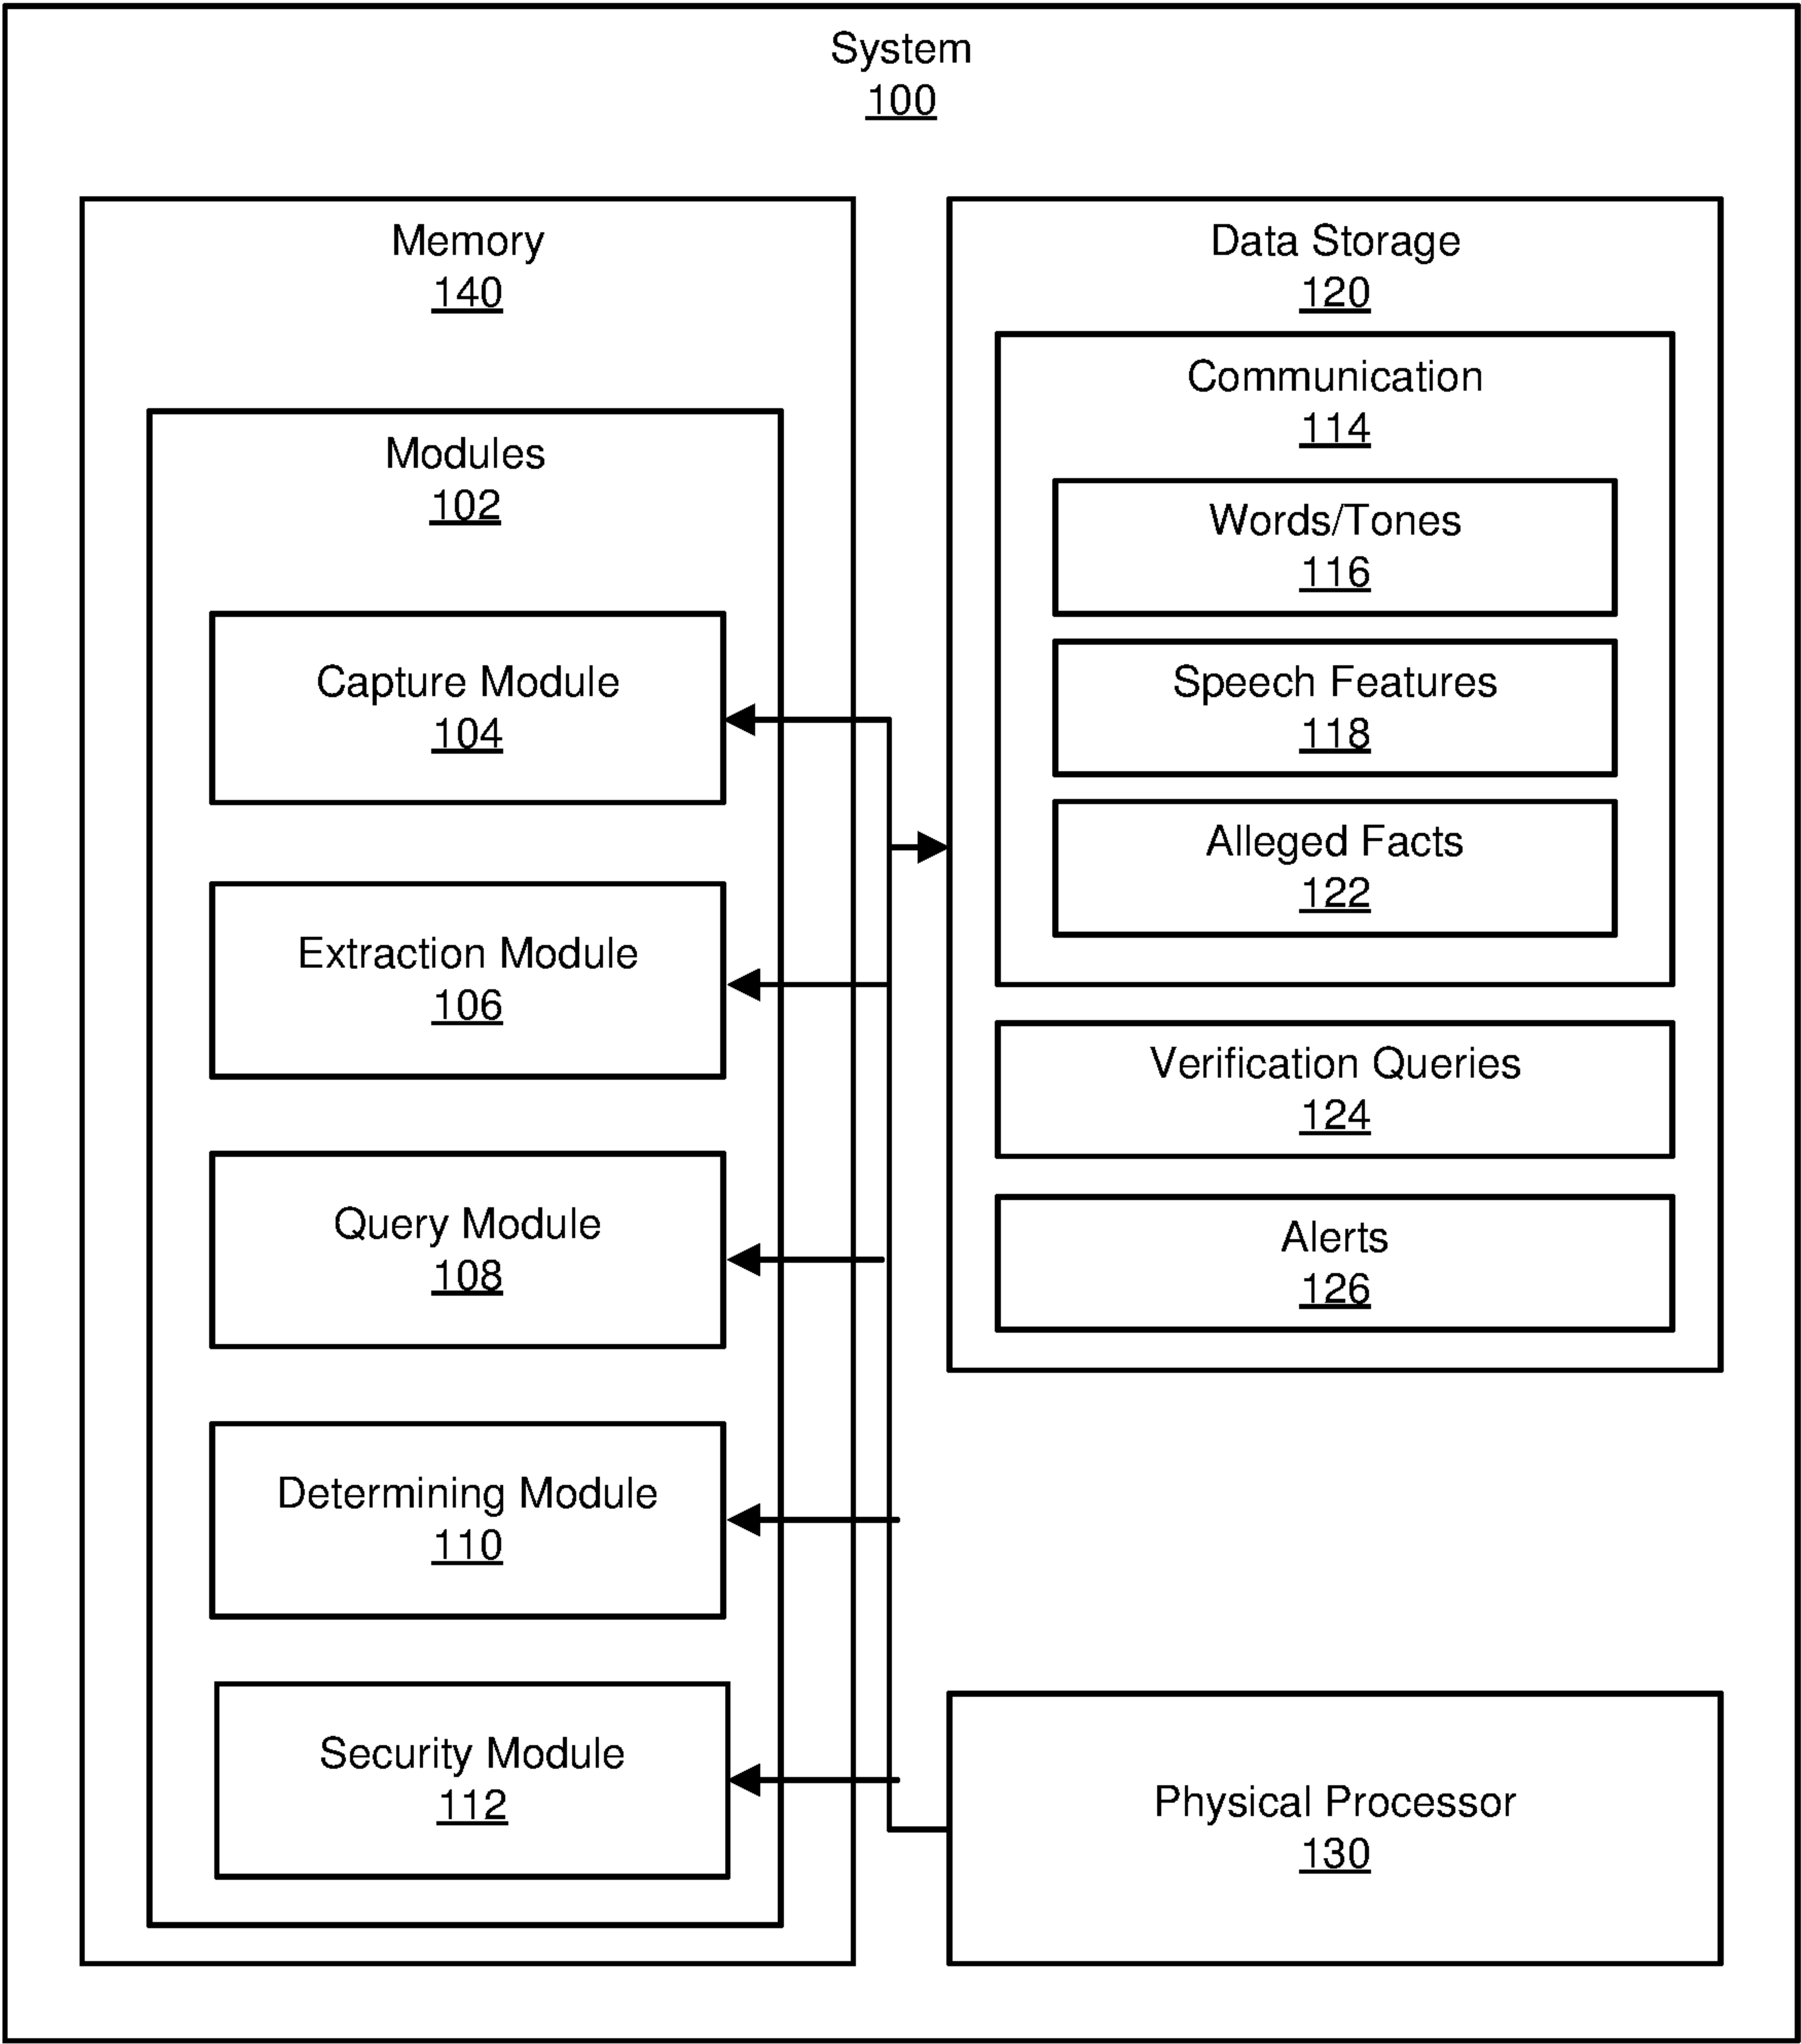 System
100
Memory
140
Modules
102
Capture Module
104
Extraction Module
106
Query Module
108
Determining Module
110
Security Module
112
Data Storage
120
Communication
114
Words/Tones
116
Speech Features
118
Alleged Facts
122
Verification Queries
124
Alerts
126
Physical Processor
130